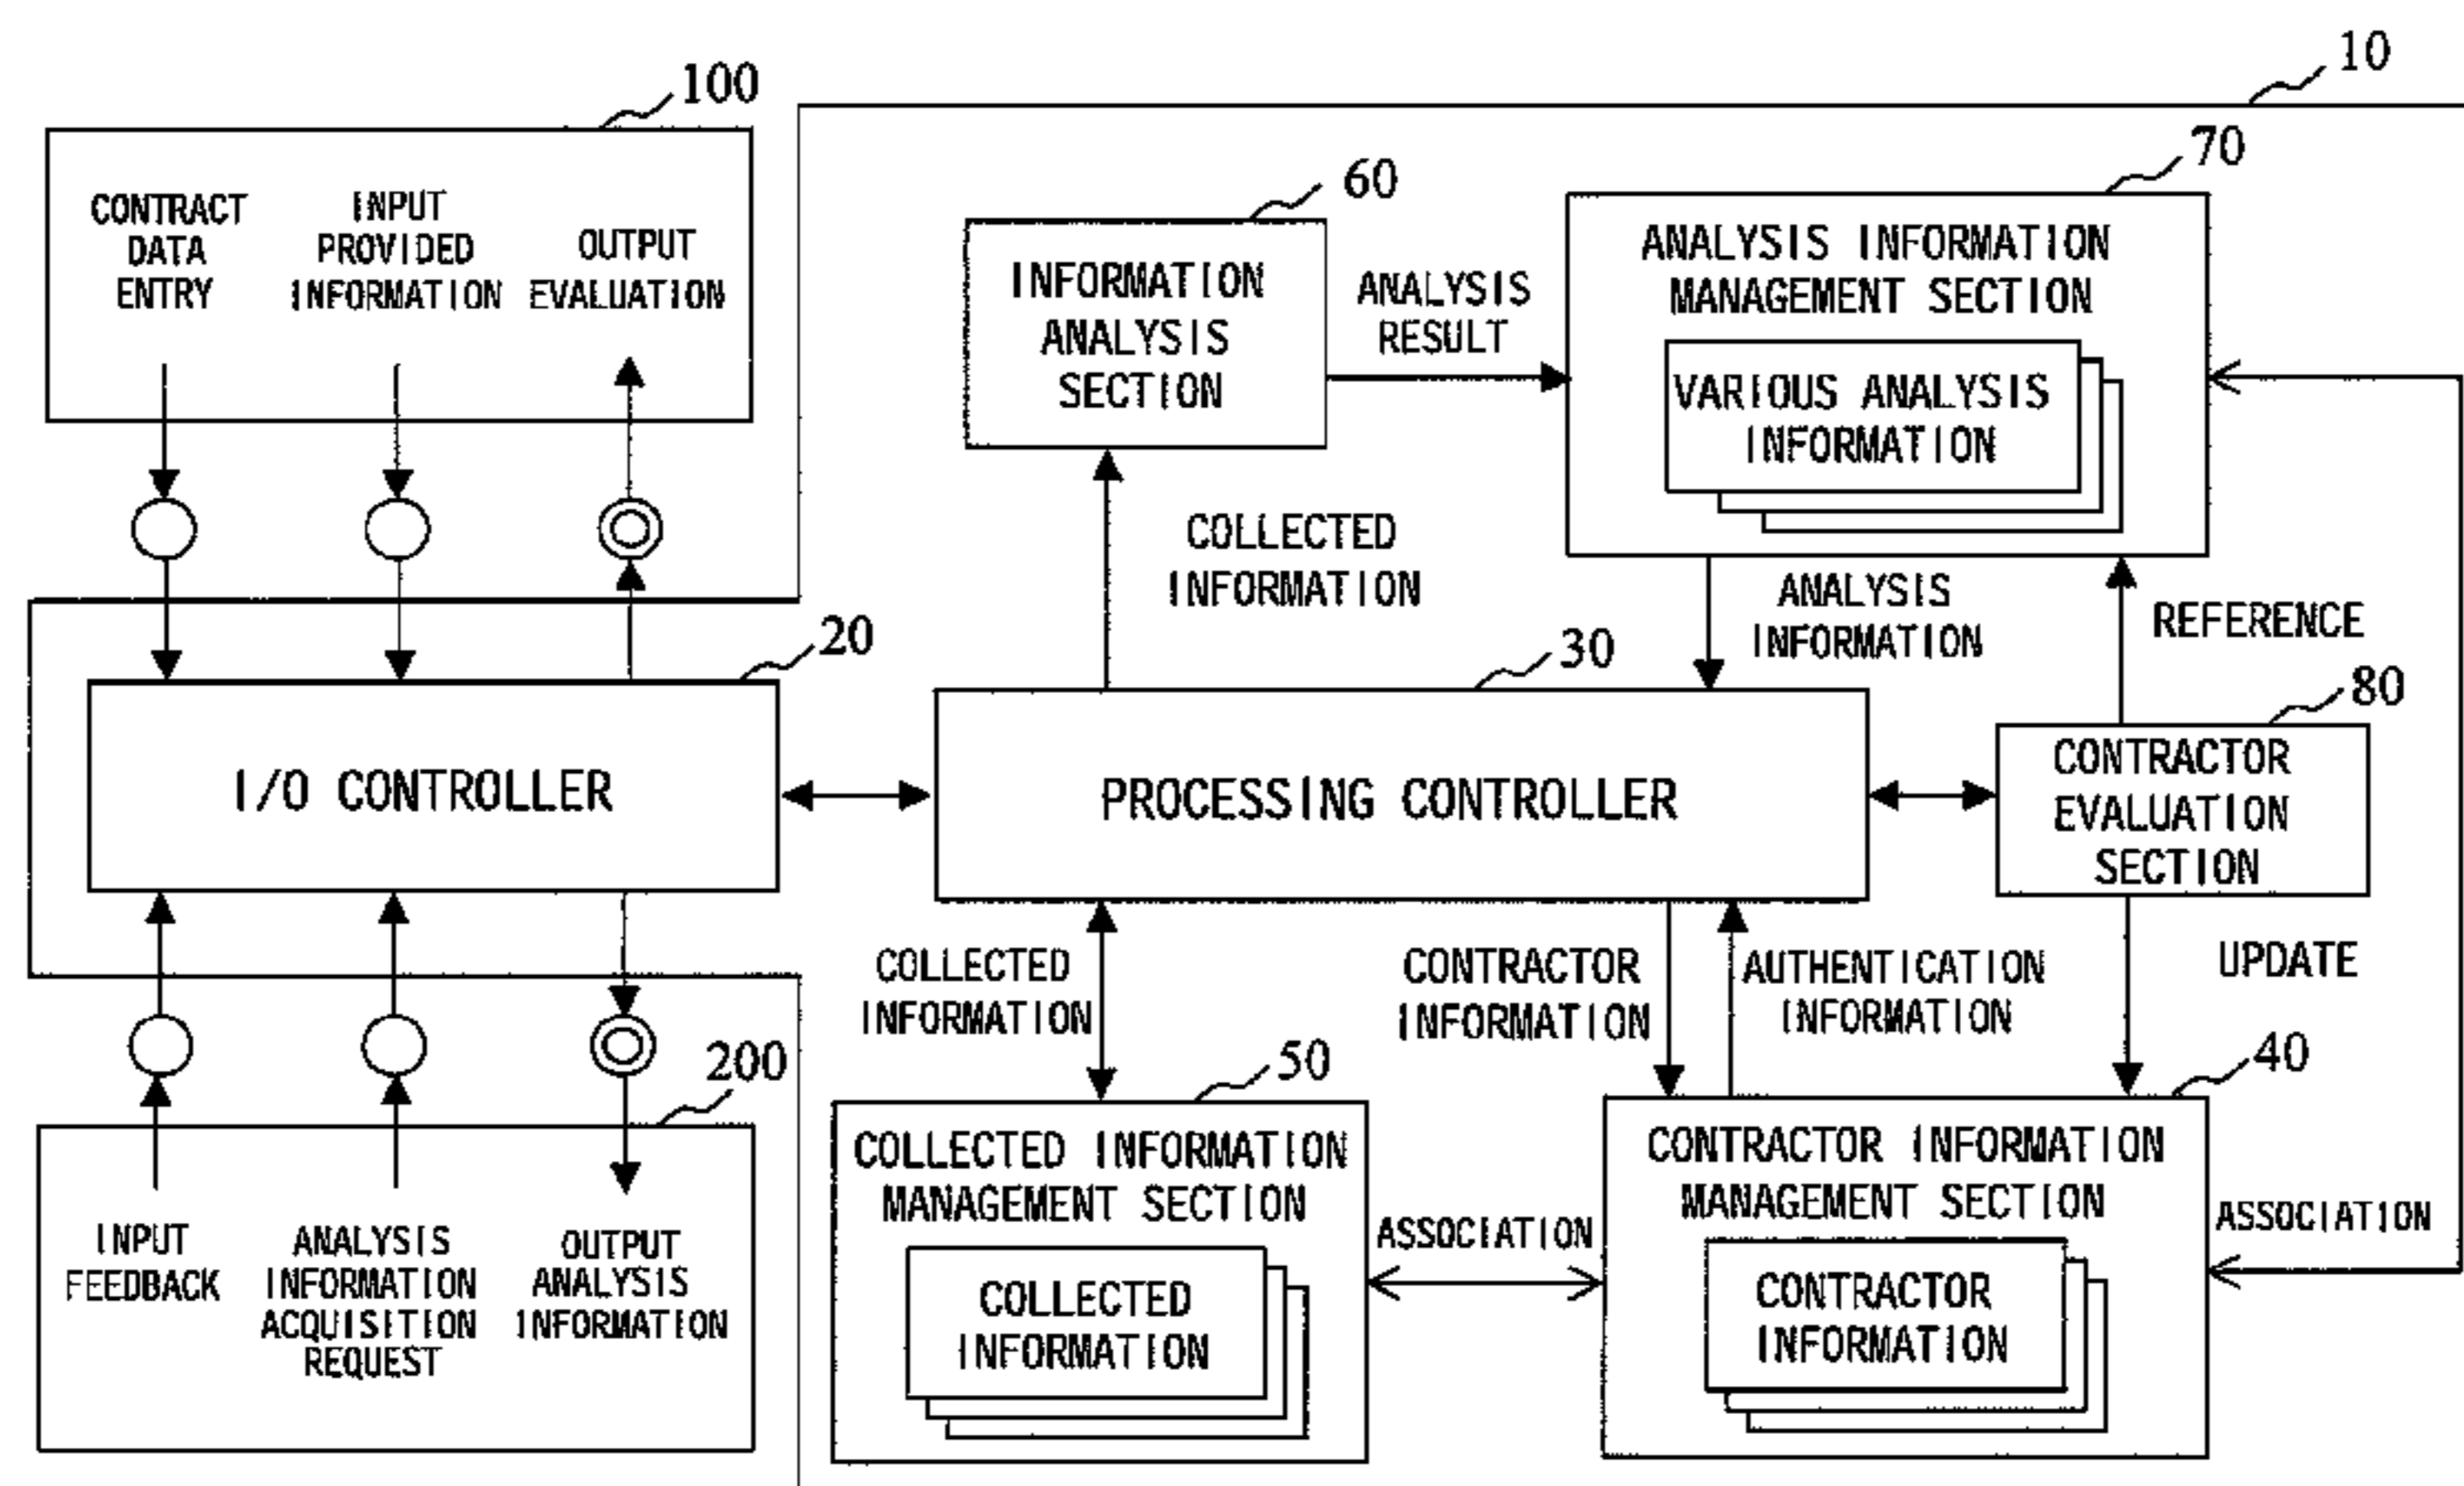 10
100
CONTRACT
DATA
ENTRY
INPUT
PROVIDED
INFORMATION
OUTPUT
EVALUATION
60
INFORMATION
ANALYSIS
SECTION
ANALYSIS
RESULT
70
ANALYSIS INFORMATION
MANAGEMENT SECTION
VARIOUS ANALYSIS
INFORMATION
COLLECTED
INFORMATION
ANALYSIS
INFORMATION
REFERENCE
20
I/O CONTROLLER
30
PROCESSING CONTROLLER
80
CONTRACTOR
EVALUATION
SECTION
COLLECTED
INFORMATION
CONTRACTOR
INFORMATION
AUTHENTICATION
INFORMATION
UPDATE
200
INPUT
FEEDBACK
ANALYSIS
INFORMATION
ACQUISITION
REQUEST
OUTPUT
ANALYSIS
INFORMATION
50
COLLECTED INFORMATION
MANAGEMENT SECTION
COLLECTED
INFORMATION
ASSOCIATION
40
CONTRACTOR INFORMATION
MANAGEMENT SECTION
CONTRACTOR
INFORMATION
ASSOCIATION